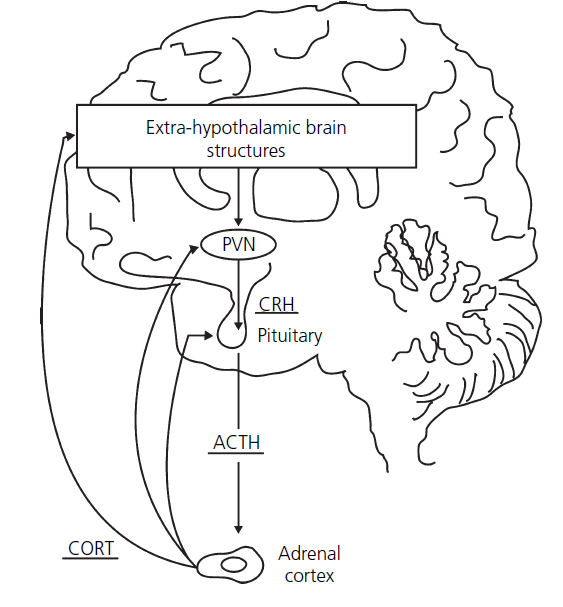 Extra-hypothalamic brain
structures
PVN
CRH
Pituitary
ACTH
CORT
Adrenal
cortex